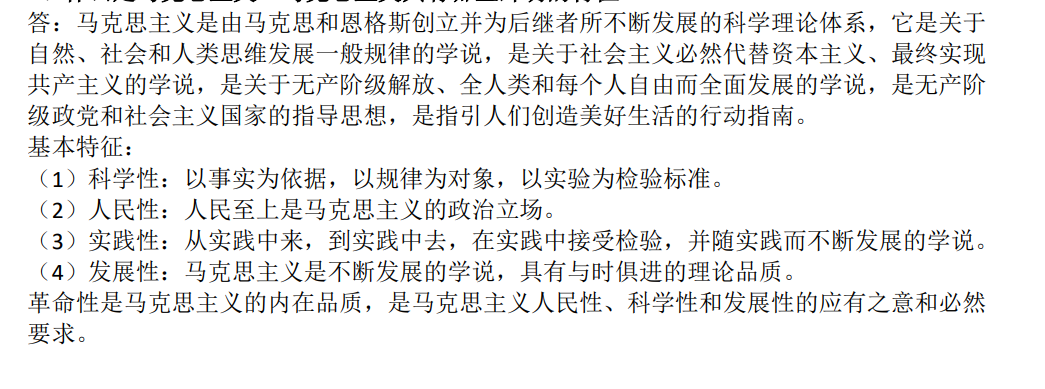 答：马克思主义是由马克思和恩格斯创立并为后继者所不断发展的科学理论体系，它是关于
自然、社会和人类思维发展一般规律的学说，是关于社会主义必然代替资本主义、最终实现
共产主义的学说，是关于无产阶级解放、全人类和每个人自由而全面发展的学说，是无产阶
级政党和社会主义国家的指导思想，是指引人们创造美好生活的行动指南。
基本特征：
（1）科学性：以事实为依据，以规律为对象，以实验为检验标准。
（2）人民性：人民至上是马克思主义的政治立场。
（3）实践性：从实践中来，到实践中去，在实践中接受检验，并随实践而不断发展的学说。
（4）发展性：马克思主义是不断发展的学说，具有与时俱进的理论品质。
革命性是马克思主义的内在品质，是马克思主义人民性、科学性和发展性的应有之意和必然
要求。